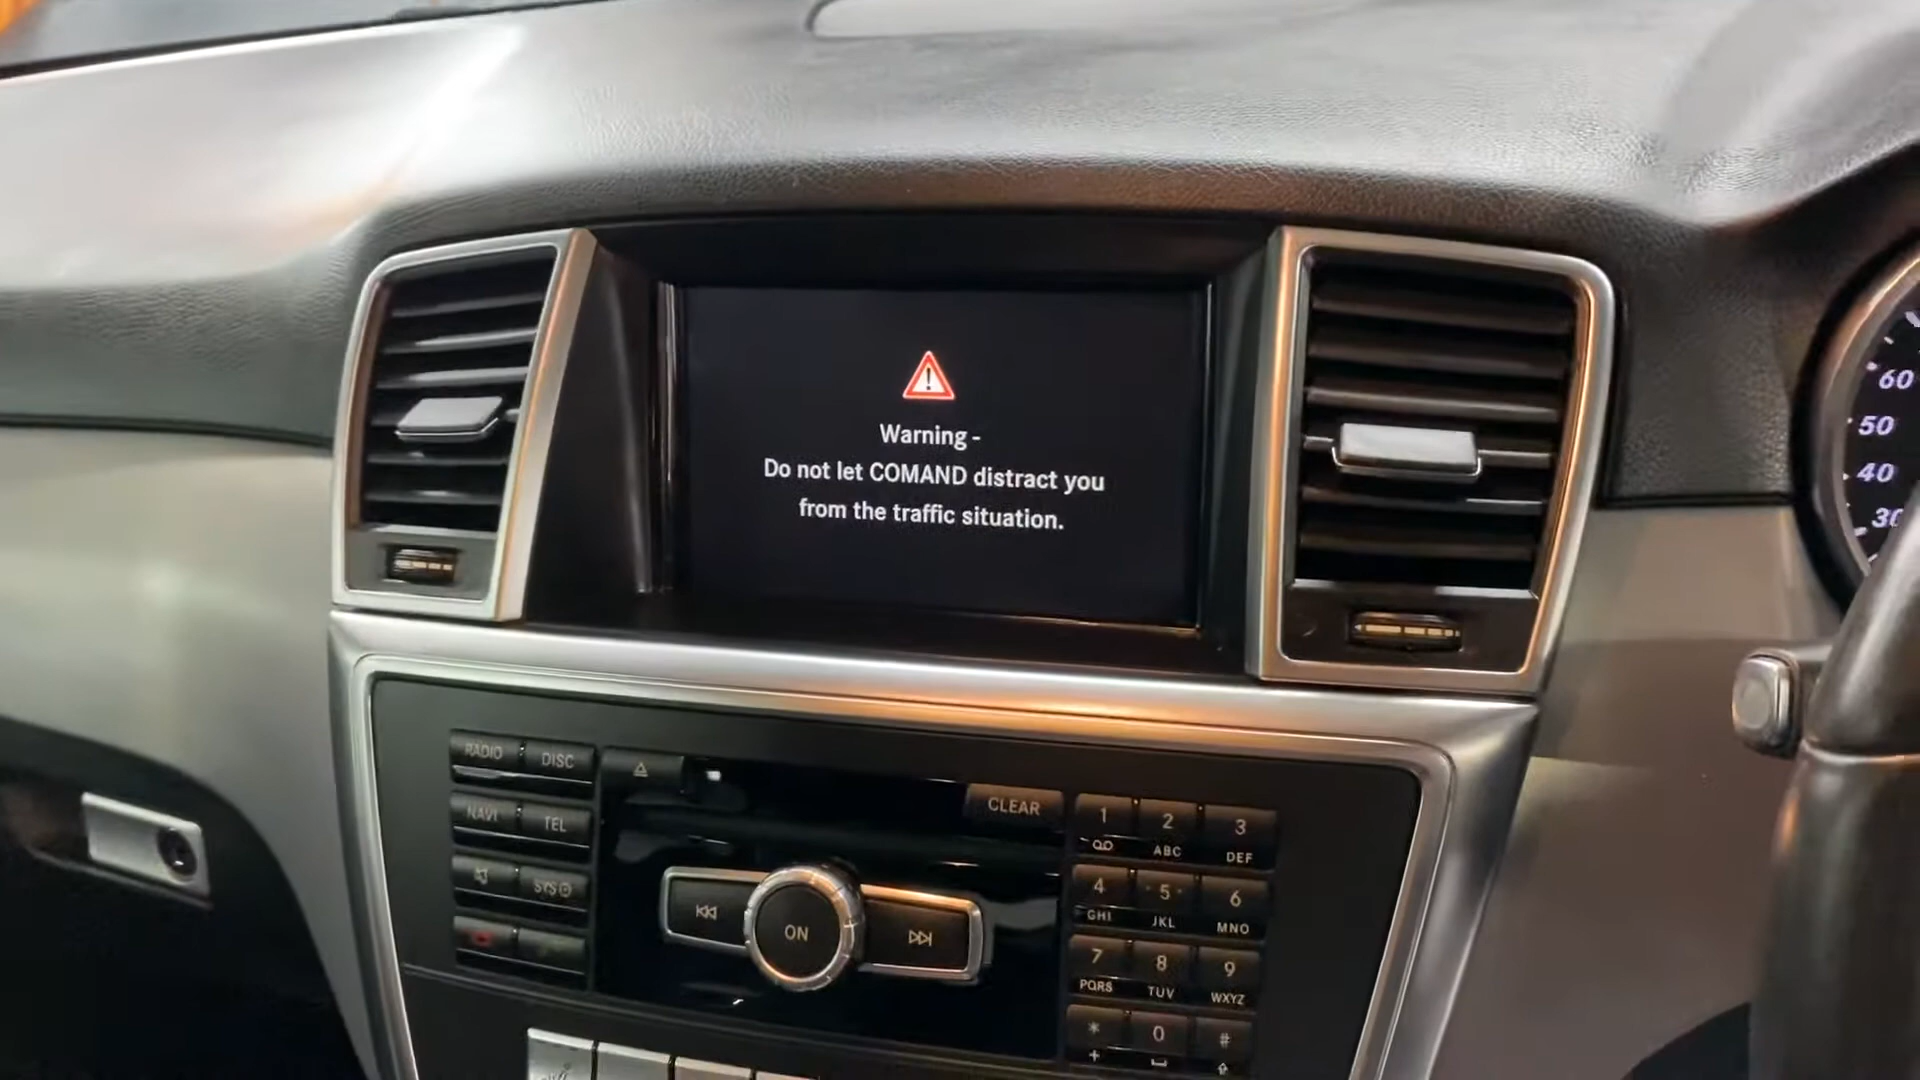 Warning -
Do not let COMAND distract you
from the traffic situation.
60
50
40
30
RADIO DISC
NAVI TEL
SYS
CLEAR
ON
1 2 3
ABC DEF
4 5 6
GHI JKL MNO
7 8 9
PQRS TUV WXYZ
* 0 #
+